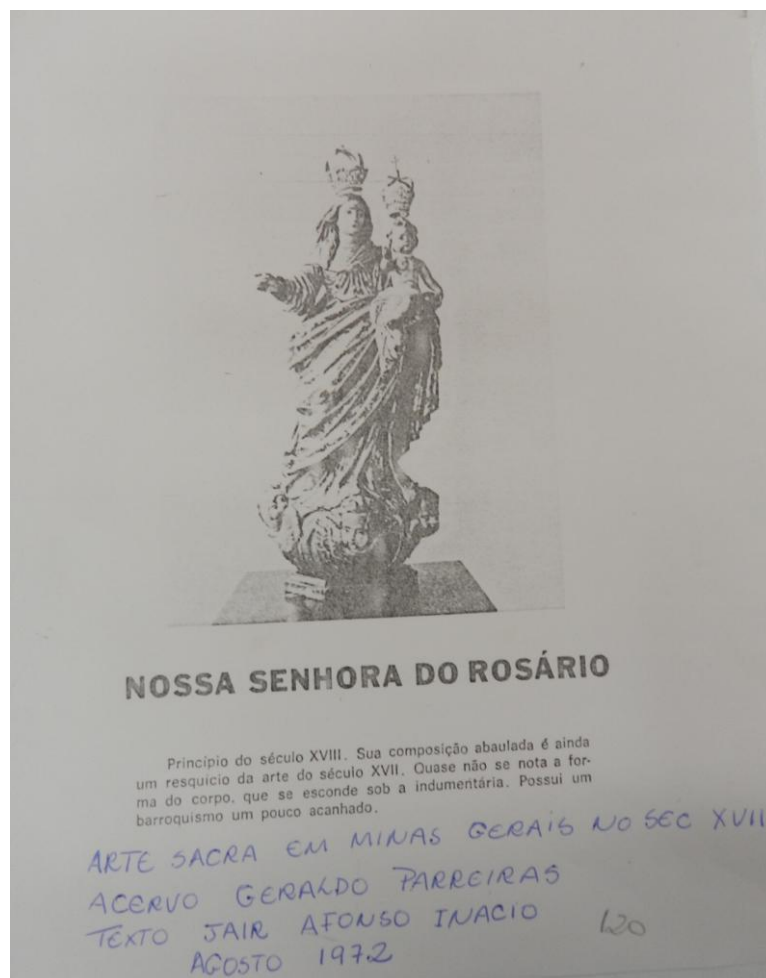 NOSSA SENHORA DO ROSÁRIO
Princípio do século XVIII. Sua composição abaulada é ainda
um resquício da arte do século XVII. Quase não se nota a for-
ma do corpo, que se esconde sob a indumentária. Possui um
barroquismo um pouco acanhado.
ARTE SACRA EM MINAS GERAIS NO SEC XVII
ACERVO GERALDO PARREIRAS
TEXTO JAIR AFONSO INACIO
AGOSTO 1972
120